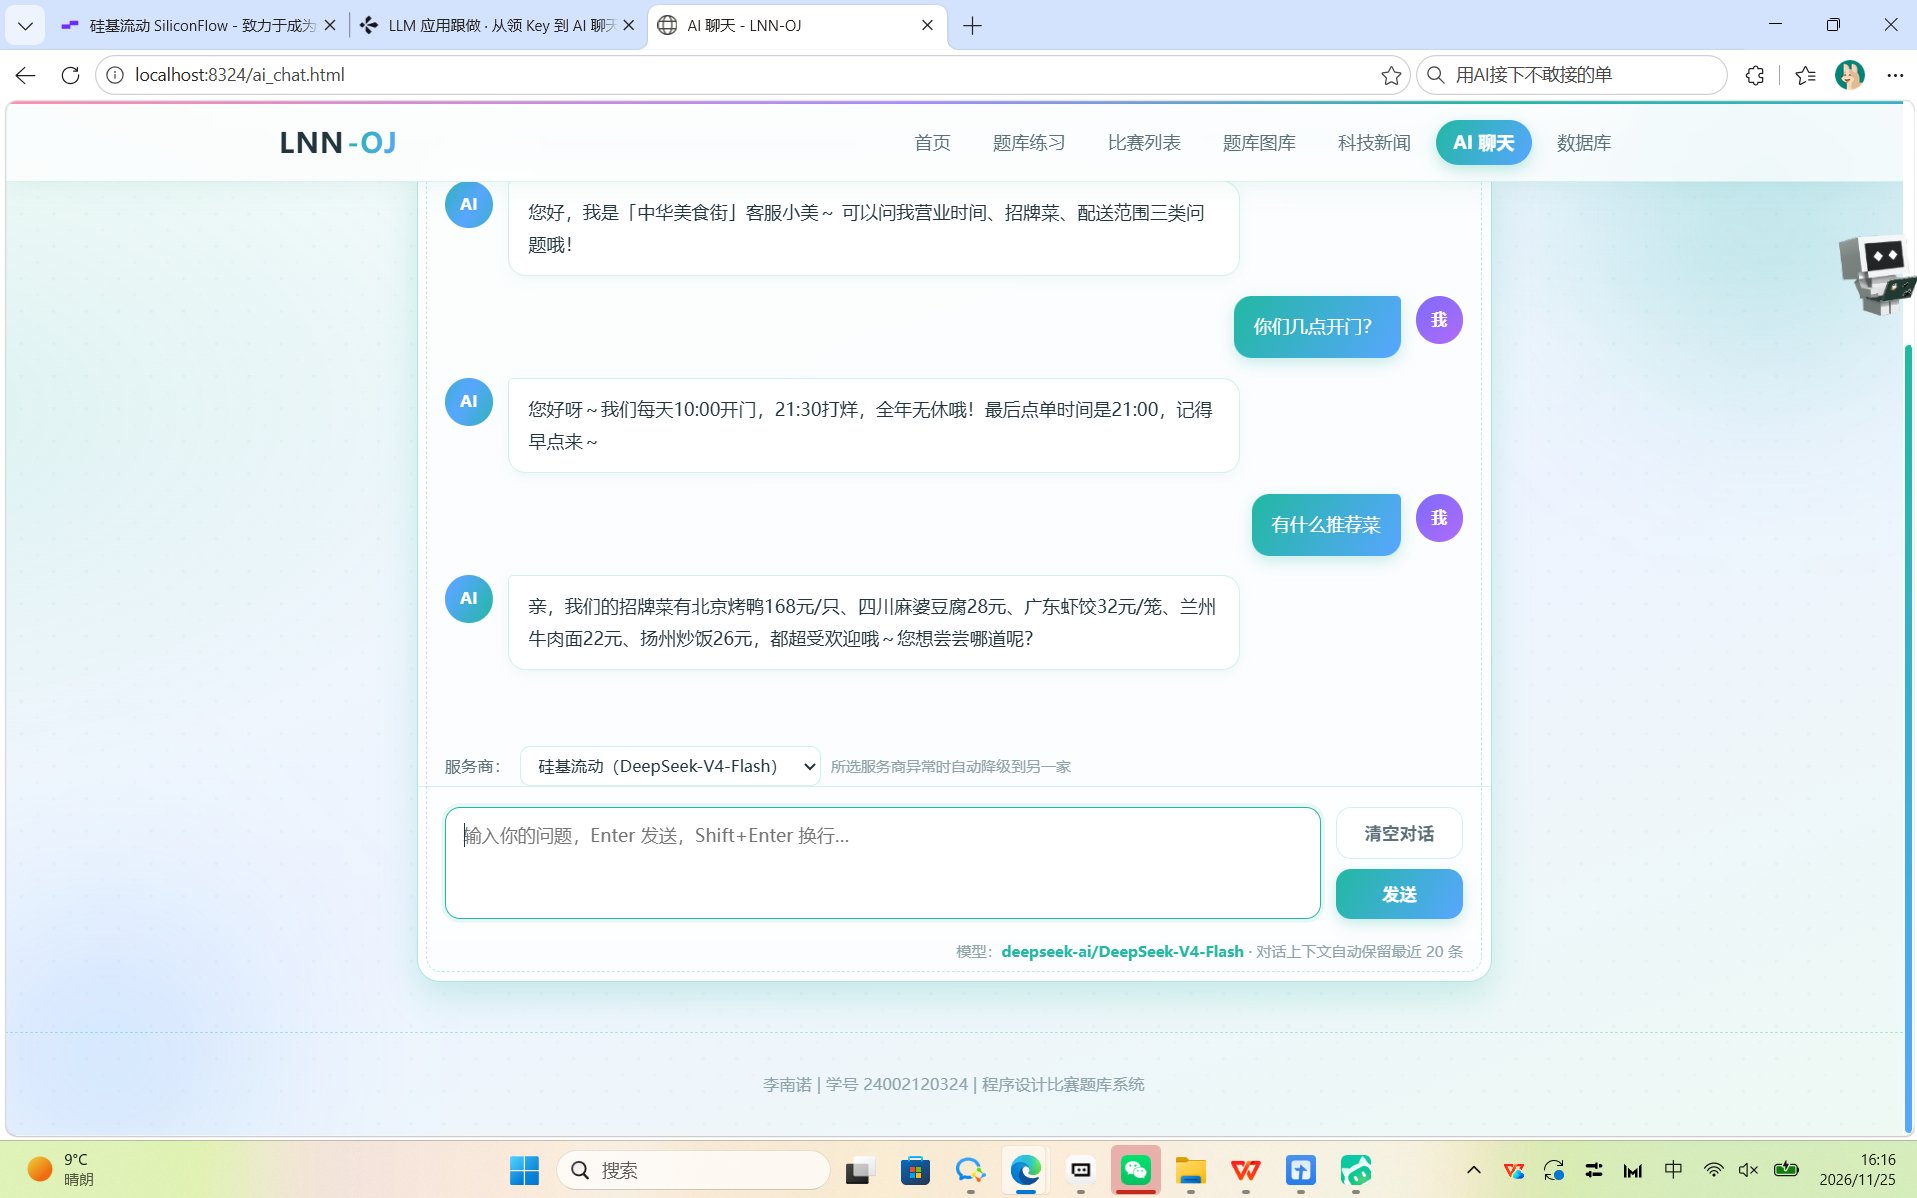 硅基流动 SiliconFlow - 致力于成为
LLM 应用跟做 · 从领 Key 到 AI 聊天
AI 聊天 - LNN-OJ
localhost:8324/ai_chat.html
用AI接下不敢接的单
LNN-OJ
首页
题库练习
比赛列表
题库图库
科技新闻
AI 聊天
数据库
AI
您好，我是「中华美食街」客服小美～ 可以问我营业时间、招牌菜、配送范围三类问
题哦！
你们几点开门？
我
AI
您好呀～我们每天10:00开门，21:30打烊，全年无休哦！最后点单时间是21:00，记得
早点来～
有什么推荐菜
我
AI
亲，我们的招牌菜有北京烤鸭168元/只、四川麻婆豆腐28元、广东虾饺32元/笼、兰州
牛肉面22元、扬州炒饭26元，都超受欢迎哦～您想尝尝哪道呢？
服务商：
硅基流动（DeepSeek-V4-Flash）
所选服务商异常时自动降级到另一家
输入你的问题，Enter 发送，Shift+Enter 换行...
清空对话
发送
模型：deepseek-ai/DeepSeek-V4-Flash · 对话上下文自动保留最近 20 条
李南诺 | 学号 24002120324 | 程序设计比赛题库系统
9°C
晴朗
搜索
中
16:16
2026/11/25